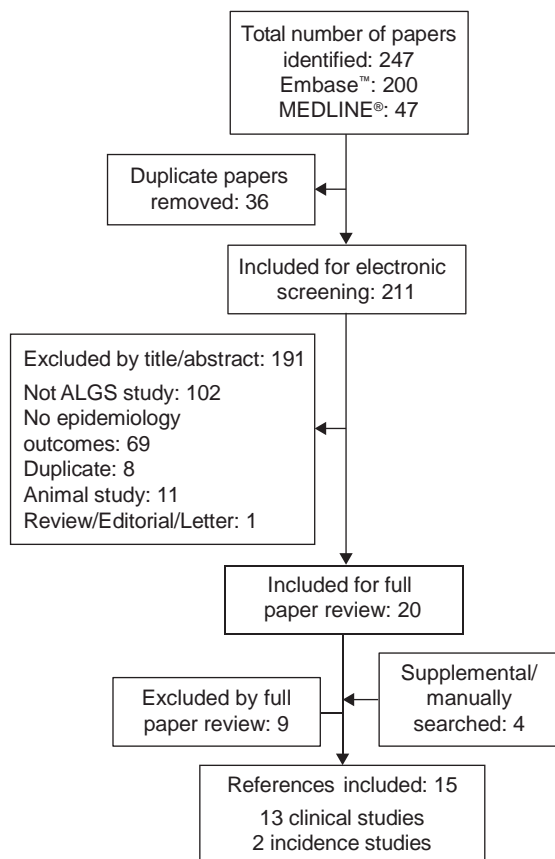 Total number of papers
identified: 247
Embase™: 200
MEDLINE®: 47
Duplicate papers
removed: 36
Included for electronic
screening: 211
Excluded by title/abstract: 191
Not ALGS study: 102
No epidemiology
outcomes: 69
Duplicate: 8
Animal study: 11
Review/Editorial/Letter: 1
Included for full
paper review: 20
Excluded by full
paper review: 9
Supplemental/
manually
searched: 4
References included: 15
13 clinical studies
2 incidence studies